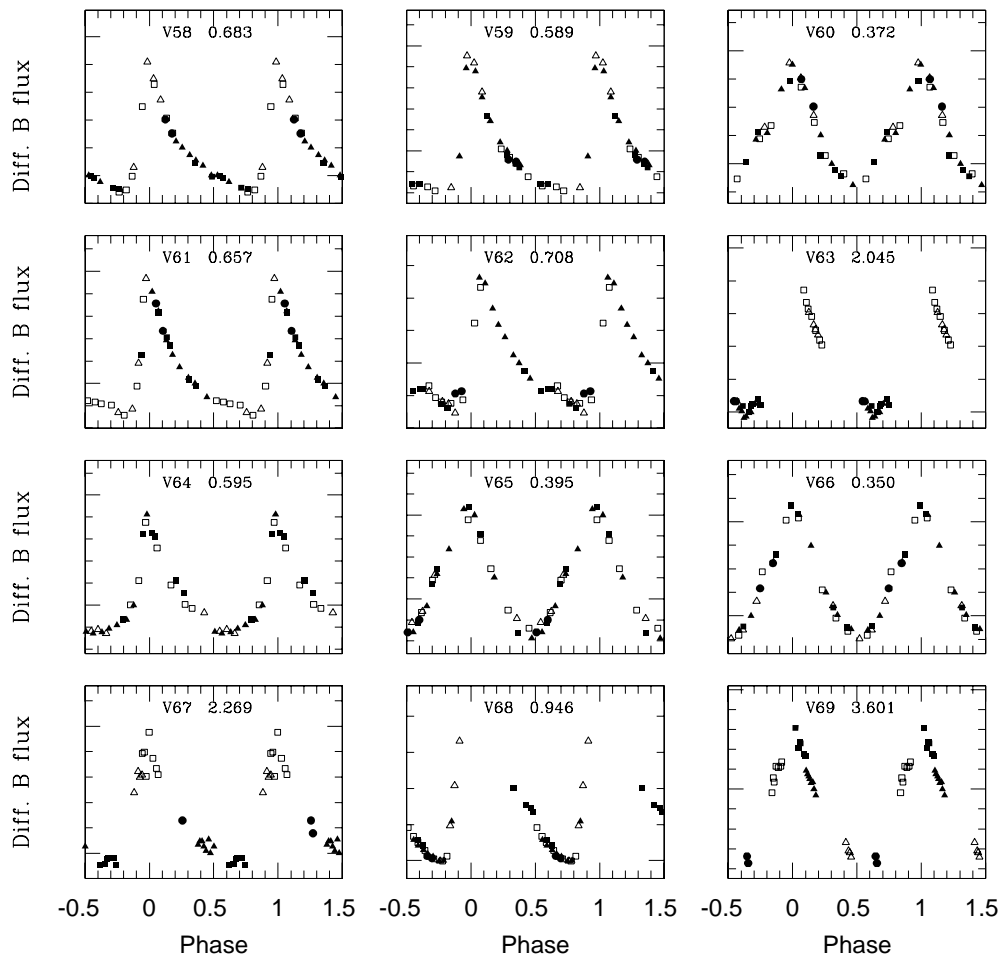 V58 0.683
V59 0.589
V60 0.372
Diff. B flux
V61 0.657
V62 0.708
V63 2.045
Diff. B flux
V64 0.595
V65 0.395
V66 0.350
Diff. B flux
V67 2.269
V68 0.946
V69 3.601
Diff. B flux
-0.5 0 0.5 1 1.5
-0.5 0 0.5 1 1.5
-0.5 0 0.5 1 1.5
Phase
Phase
Phase